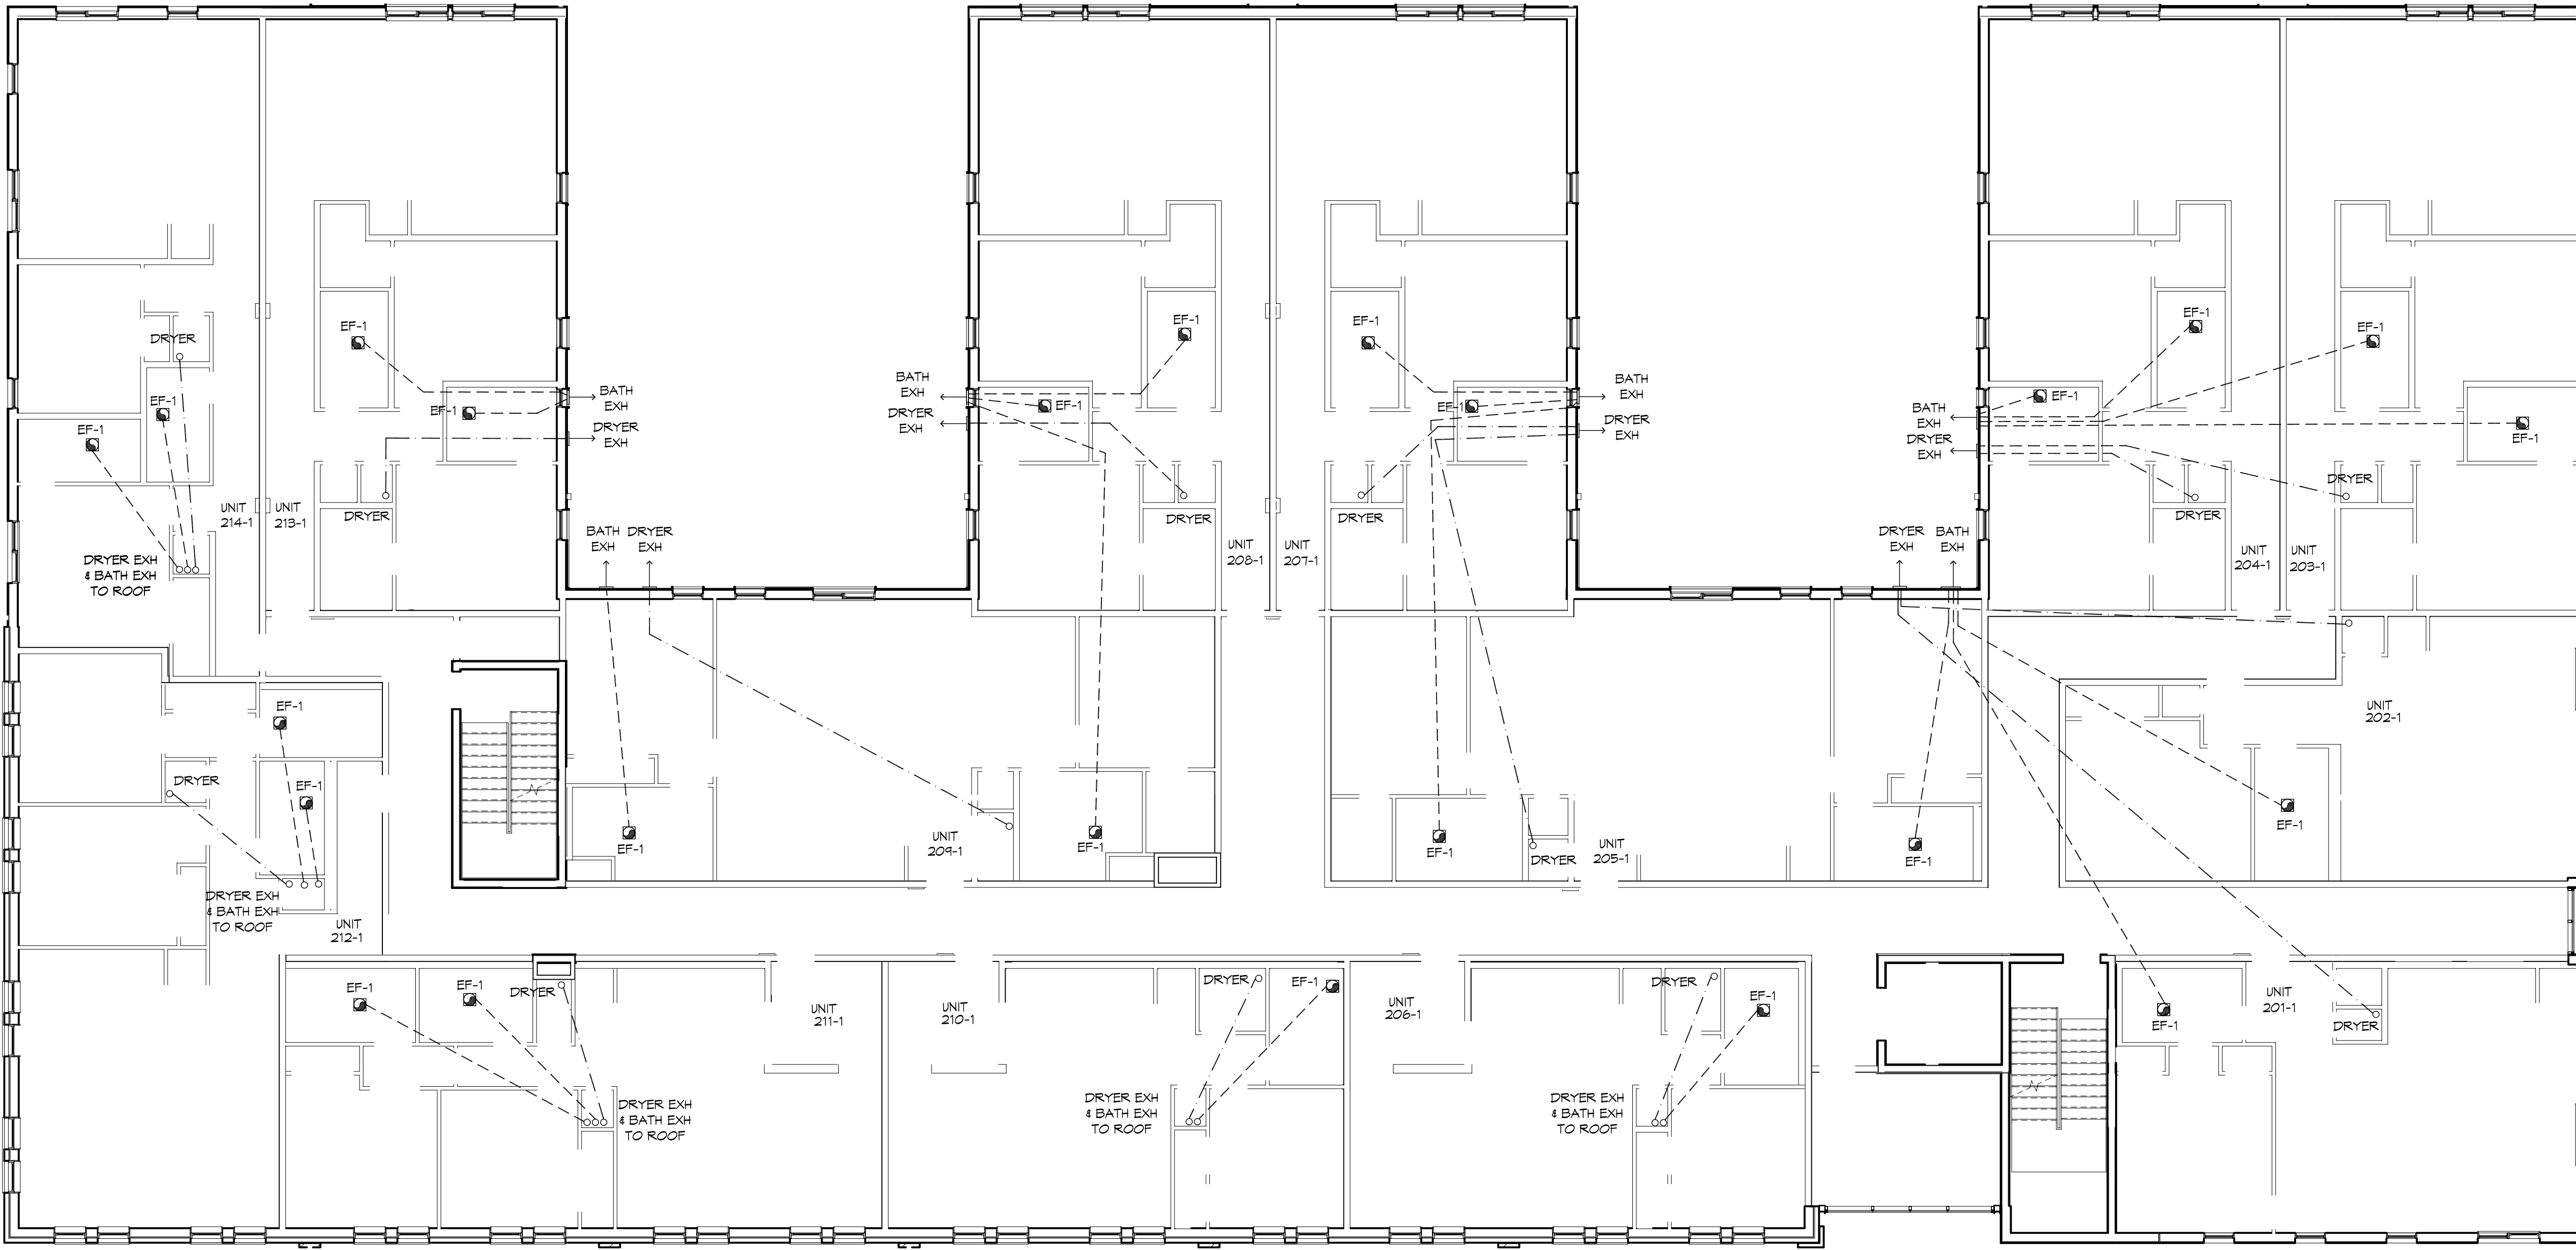 EF-1
EF-1
EF-1
EF-1
EF-1
DRYER
EF-1
BATH
EXH
EF-1
BATH
EXH
EF-1
BATH
EXH
EF-1
EF-1
EF-1
EF-1
DRYER
EXH
DRYER
EXH
DRYER
EXH
BATH
EXH
DRYER
EXH
EF-1
EF-1
DRYER
UNIT
214-1
UNIT
213-1
DRYER
DRYER
DRYER
DRYER
BATH
EXH
DRYER
EXH
UNIT
208-1
UNIT
207-1
DRYER
EXH
BATH
EXH
UNIT
204-1
UNIT
203-1
DRYER EXH
& BATH EXH
TO ROOF
EF-1
UNIT
202-1
DRYER
EF-1
EF-1
EF-1
UNIT
209-1
EF-1
EF-1
DRYER
UNIT
205-1
EF-1
EF-1
DRYER EXH
& BATH EXH
TO ROOF
UNIT
212-1
EF-1
EF-1
DRYER
UNIT
211-1
UNIT
210-1
DRYER
EF-1
UNIT
206-1
DRYER
EF-1
EF-1
UNIT
201-1
DRYER
DRYER EXH
& BATH EXH
TO ROOF
DRYER EXH
& BATH EXH
TO ROOF
DRYER EXH
& BATH EXH
TO ROOF